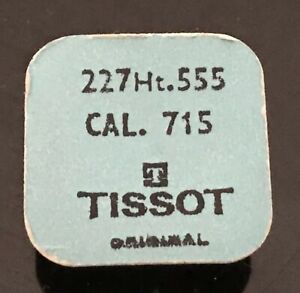 227Ht.555
CAL. 715
TISSOT
ORIGINAL